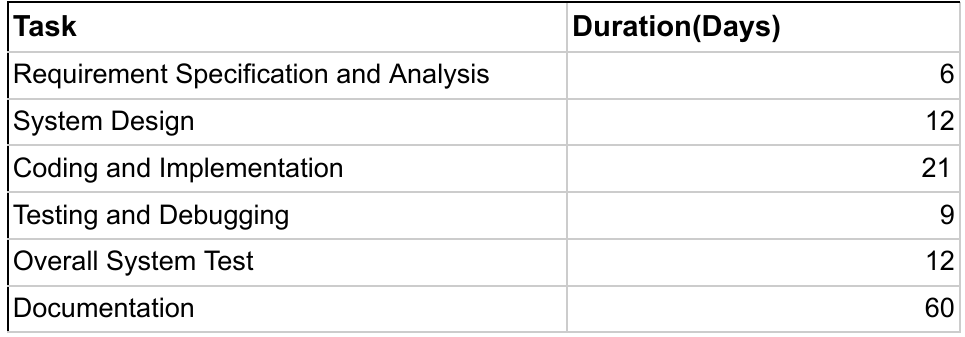 Task Duration(Days)
Requirement Specification and Analysis 6
System Design 12
Coding and Implementation 21
Testing and Debugging 9
Overall System Test 12
Documentation 60